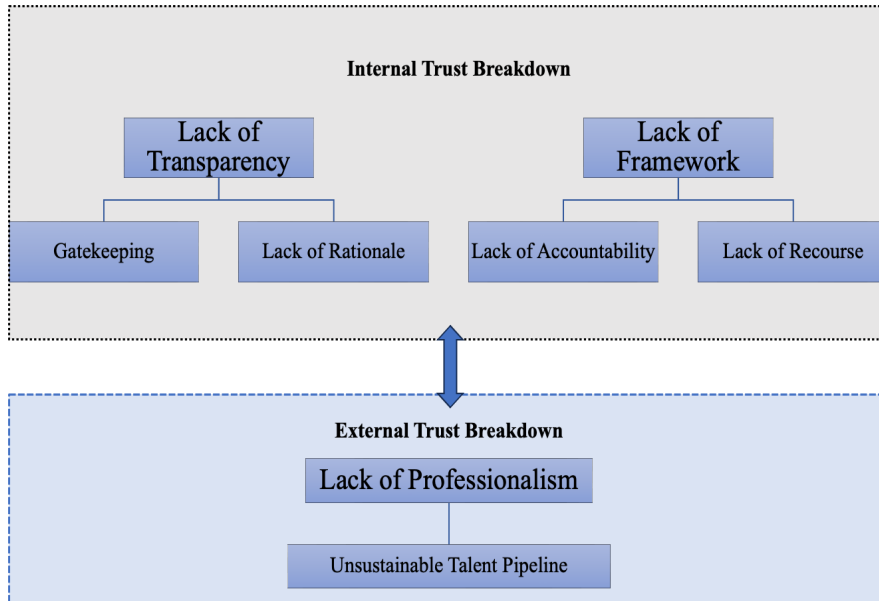 Internal Trust Breakdown
Lack of
Transparency
Lack of
Framework
Gatekeeping
Lack of Rationale
Lack of Accountability
Lack of Recourse
External Trust Breakdown
Lack of Professionalism
Unsustainable Talent Pipeline